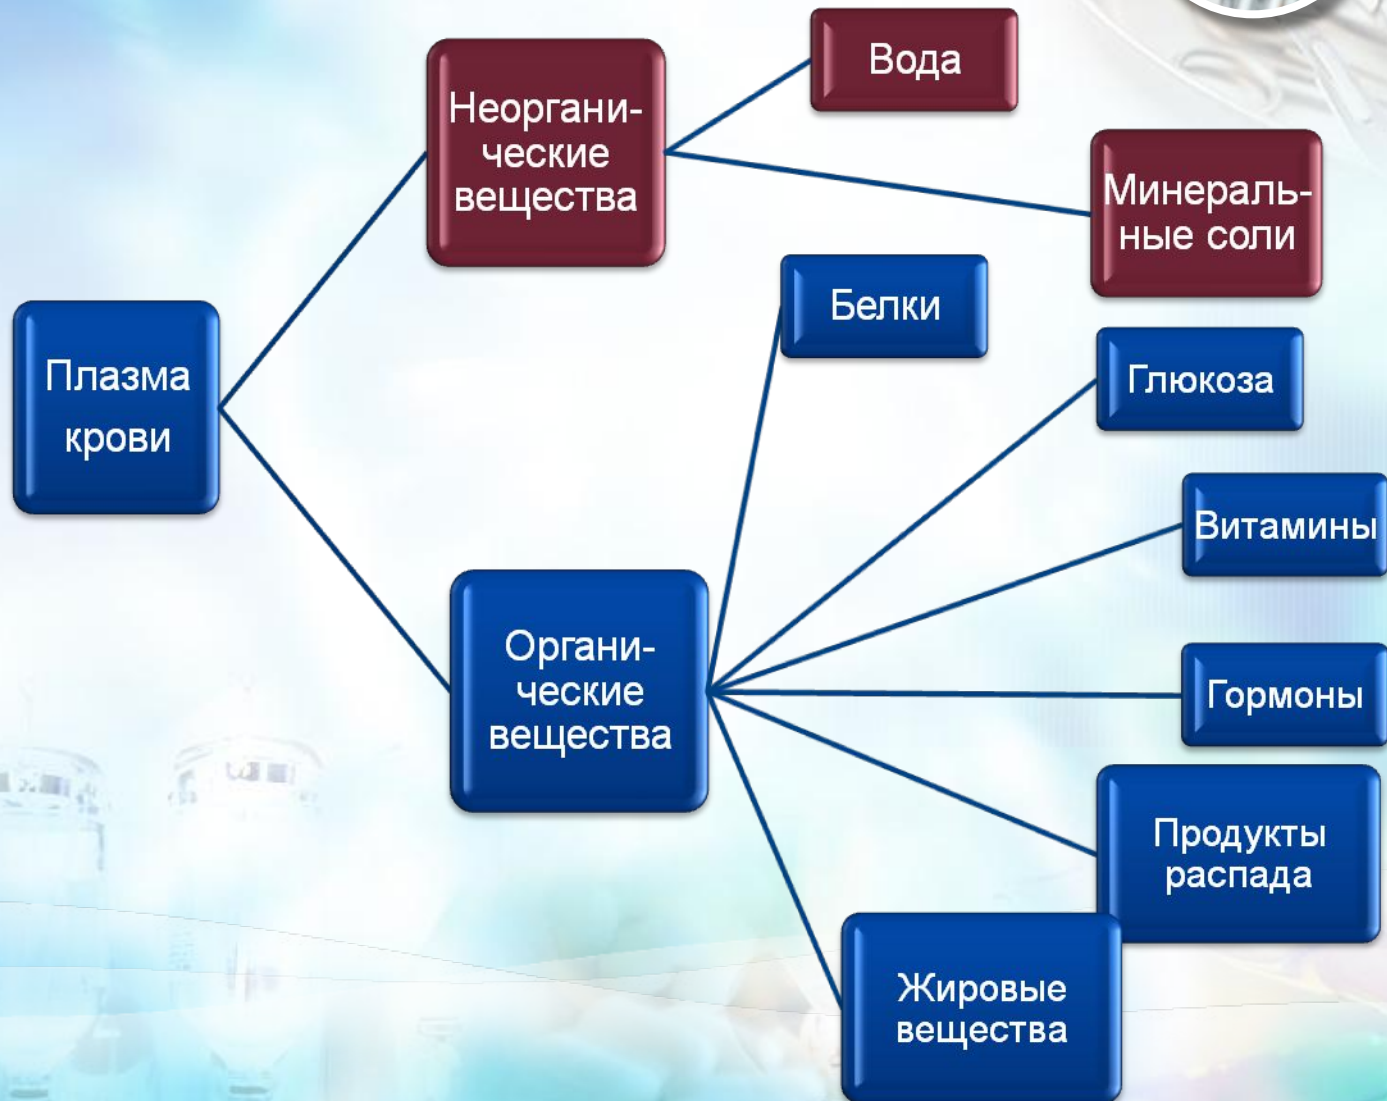 Вода
Неоргани-
ческие
вещества
Минераль-
ные соли
Белки
Плазма
крови
Глюкоза
Витамины
Органи-
ческие
вещества
Гормоны
Продукты
распада
Жировые
вещества